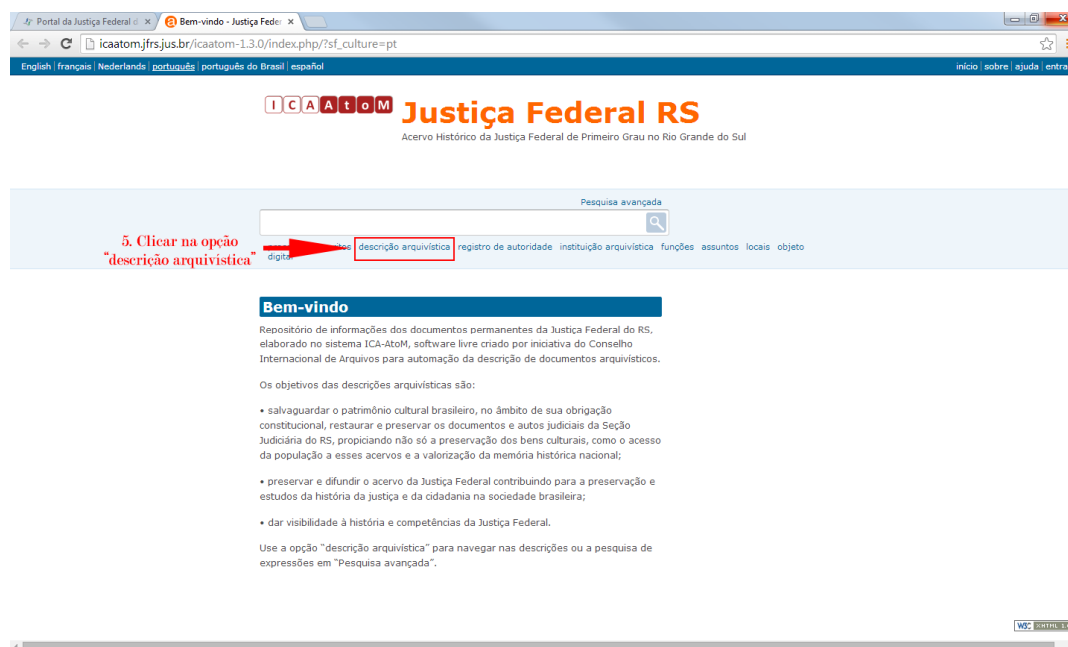 Portal da Justiça Federal d
Bem-vindo - Justiça Feder
icaatom.jfrs.jus.br/icaatom-1.3.0/index.php/?sf_culture=pt
English | français | Nederlands | português | português do Brasil | español
início | sobre | ajuda | entra
ICAAtoM
Justiça Federal RS
Acervo Histórico da Justiça Federal de Primeiro Grau no Rio Grande do Sul
Pesquisa avançada
5. Clicar na opção
"descrição arquivística"
descrição arquivística registro de autoridade instituição arquivística funções assuntos locais objeto
Bem-vindo
Repositório de informações dos documentos permanentes da Justiça Federal do RS,
elaborado no sistema ICA-AtoM, software livre criado por iniciativa do Conselho
Internacional de Arquivos para automação da descrição de documentos arquivísticos.
Os objetivos das descrições arquivísticas são:
• salvaguardar o patrimônio cultural brasileiro, no âmbito de sua obrigação
constitucional, restaurar e preservar os documentos e autos judiciais da Seção
Judiciária do RS, propiciando não só a preservação dos bens culturais, como o acesso
da população a esses acervos e a valorização da memória histórica nacional;
• preservar e difundir o acervo da Justiça Federal contribuindo para a preservação e
estudos da história da justiça e da cidadania na sociedade brasileira;
• dar visibilidade à história e competências da Justiça Federal.
Use a opção "descrição arquivística" para navegar nas descrições ou a pesquisa de
expressões em "Pesquisa avançada".
W3C XHTML 1.0